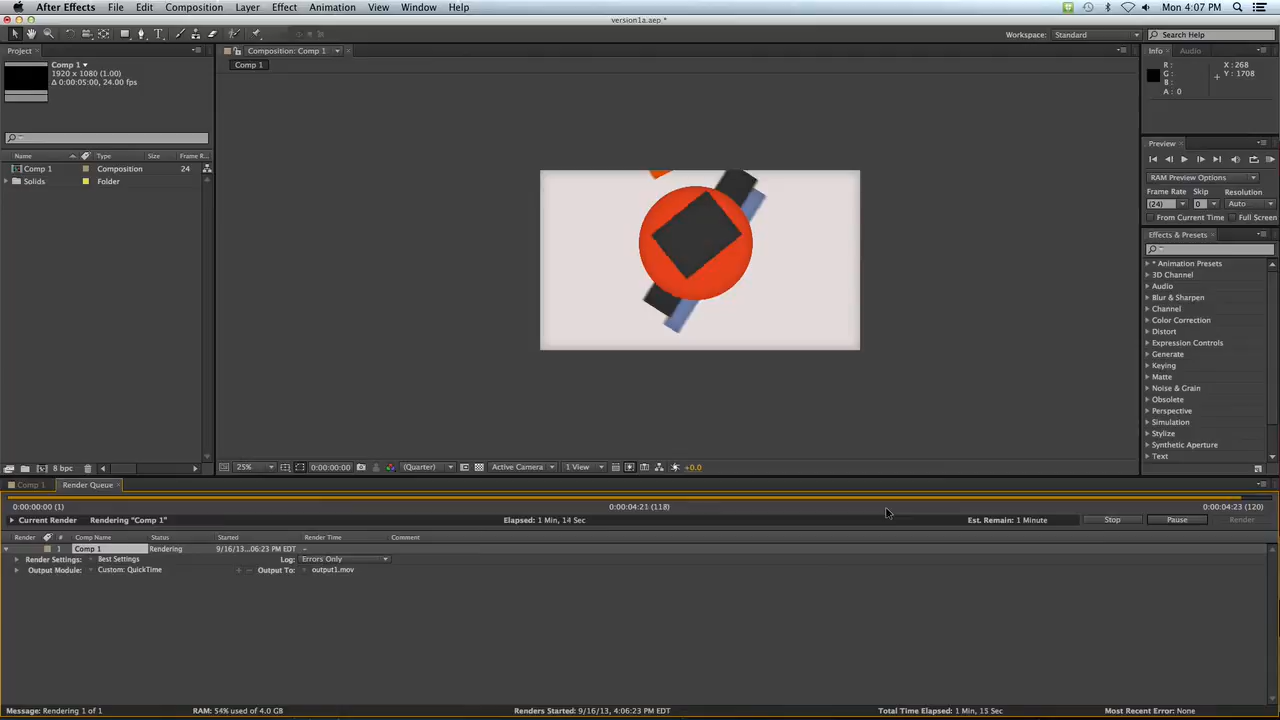 After Effects File Edit Composition Layer Effect Animation View Window Help Mon 4:07 PM
version1a.aep *
Workspace: Standard Search Help
Project Composition: Comp 1 Info Audio
Comp 1
1920 x 1080 (1.00)
Δ 0:00:05:00, 24.00 fps
Comp 1
R : X : 268
G : Y : 1708
B :
A : 0
Preview
Name Type Size Frame R...
Comp 1 Composition 24
Solids Folder
RAM Preview Options
Frame Rate Skip Resolution
(24) 0 Auto
From Current Time Full Screen
Effects & Presets
* Animation Presets
3D Channel
Audio
Blur & Sharpen
Channel
Color Correction
Distort
Expression Controls
Generate
Keying
Matte
Noise & Grain
Obsolete
Perspective
Simulation
Stylize
Synthetic Aperture
Text
8 bpc 25% 0:00:00:00 (Quarter) Active Camera 1 View +0.0
Comp 1 Render Queue
0:00:00:00 (1) 0:00:04:21 (118) 0:00:04:23 (120)
Current Render Rendering "Comp 1" Elapsed: 1 Min, 14 Sec Est. Remain: 1 Minute Stop Pause Render
Render # Comp Name Status Started Render Time Comment
1 Comp 1 Rendering 9/16/13...06:23 PM EDT –
Render Settings: Best Settings Log: Errors Only
Output Module: Custom: QuickTime + – Output To: output1.mov
Message: Rendering 1 of 1 RAM: 54% used of 4.0 GB Renders Started: 9/16/13, 4:06:23 PM EDT Total Time Elapsed: 1 Min, 15 Sec Most Recent Error: None